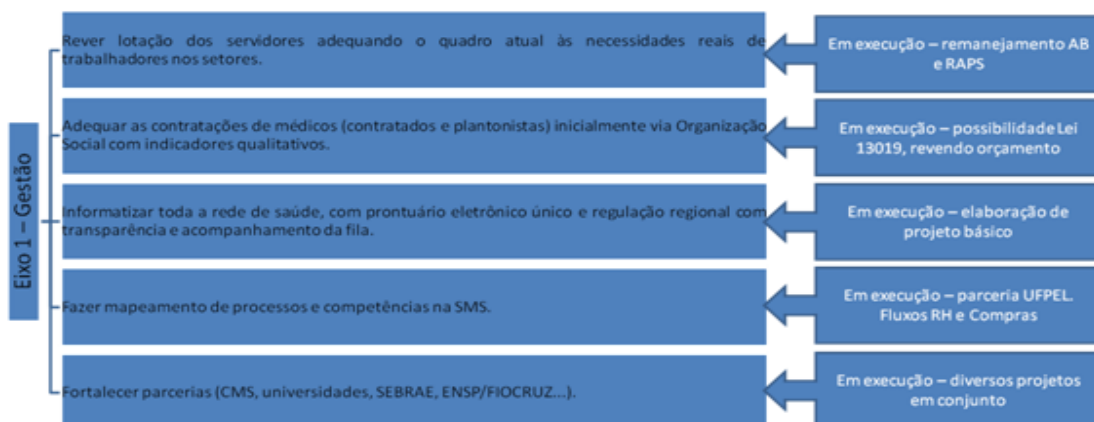 Eixo 1 – Gestão
Rever lotação dos servidores adequando o quadro atual às necessidades reais de
trabalhadores nos setores.
Em execução – remanejamento AB
e RAPS
Adequar as contratações de médicos (contratados e plantonistas) inicialmente via Organização
Social com indicadores qualitativos.
Em execução – possibilidade Lei
13019, revendo orçamento
Informatizar toda a rede de saúde, com prontuário eletrônico único e regulação regional com
transparência e acompanhamento da fila.
Em execução – elaboração de
projeto básico
Fazer mapeamento de processos e competências na SMS.
Em execução – parceria UFPEL.
Fluxos RH e Compras
Fortalecer parcerias (CMS, universidades, SEBRAE, ENSP/FIOCRUZ...).
Em execução – diversos projetos
em conjunto